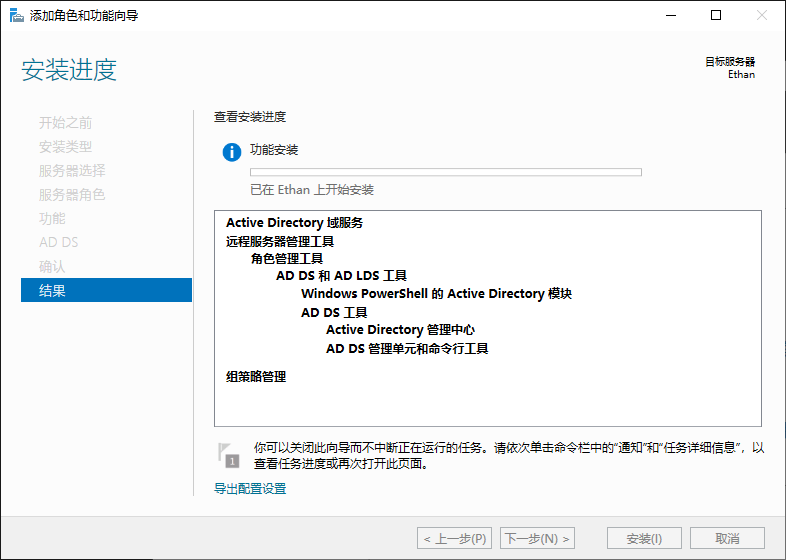 添加角色和功能向导
安装进度
目标服务器
Ethan
开始之前
安装类型
服务器选择
服务器角色
功能
AD DS
确认
结果
查看安装进度
功能安装
已在 Ethan 上开始安装
Active Directory 域服务
远程服务器管理工具
角色管理工具
AD DS 和 AD LDS 工具
Windows PowerShell 的 Active Directory 模块
AD DS 工具
Active Directory 管理中心
AD DS 管理单元和命令行工具
组策略管理
1
你可以关闭此向导而不中断正在运行的任务。请依次单击命令栏中的“通知”和“任务详细信息”，以
查看任务进度或再次打开此页面。
导出配置设置
< 上一步(P)
下一步(N) >
安装(I)
取消